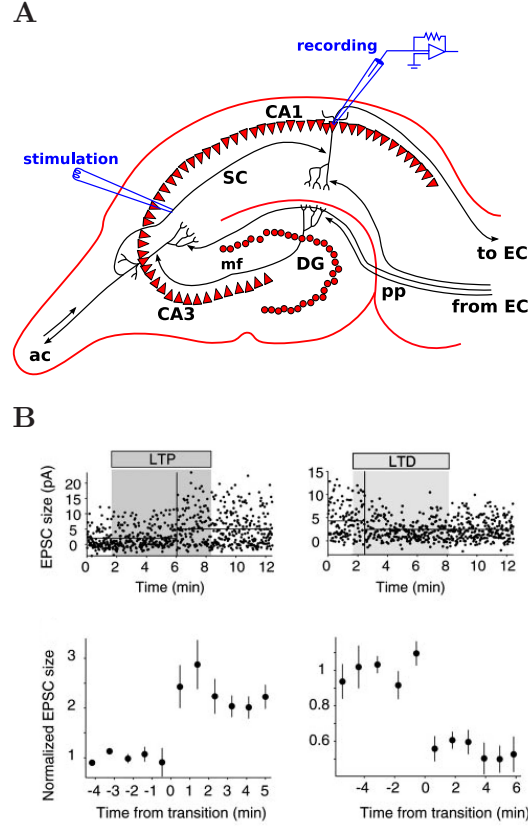 A
recording
CA1
stimulation
SC
to EC
mf
DG
pp
from EC
CA3
ac
B
LTP
LTD
EPSC size (pA)
20
15
10
5
0
15
10
5
0
0 2 4 6 8 10 12
0 2 4 6 8 10 12
Time (min)
Time (min)
Normalized EPSC size
3
2
1
1
0.8
0.6
-4 -3 -2 -1 0 1 2 3 4 5
-4 -2 0 2 4 6
Time from transition (min)
Time from transition (min)